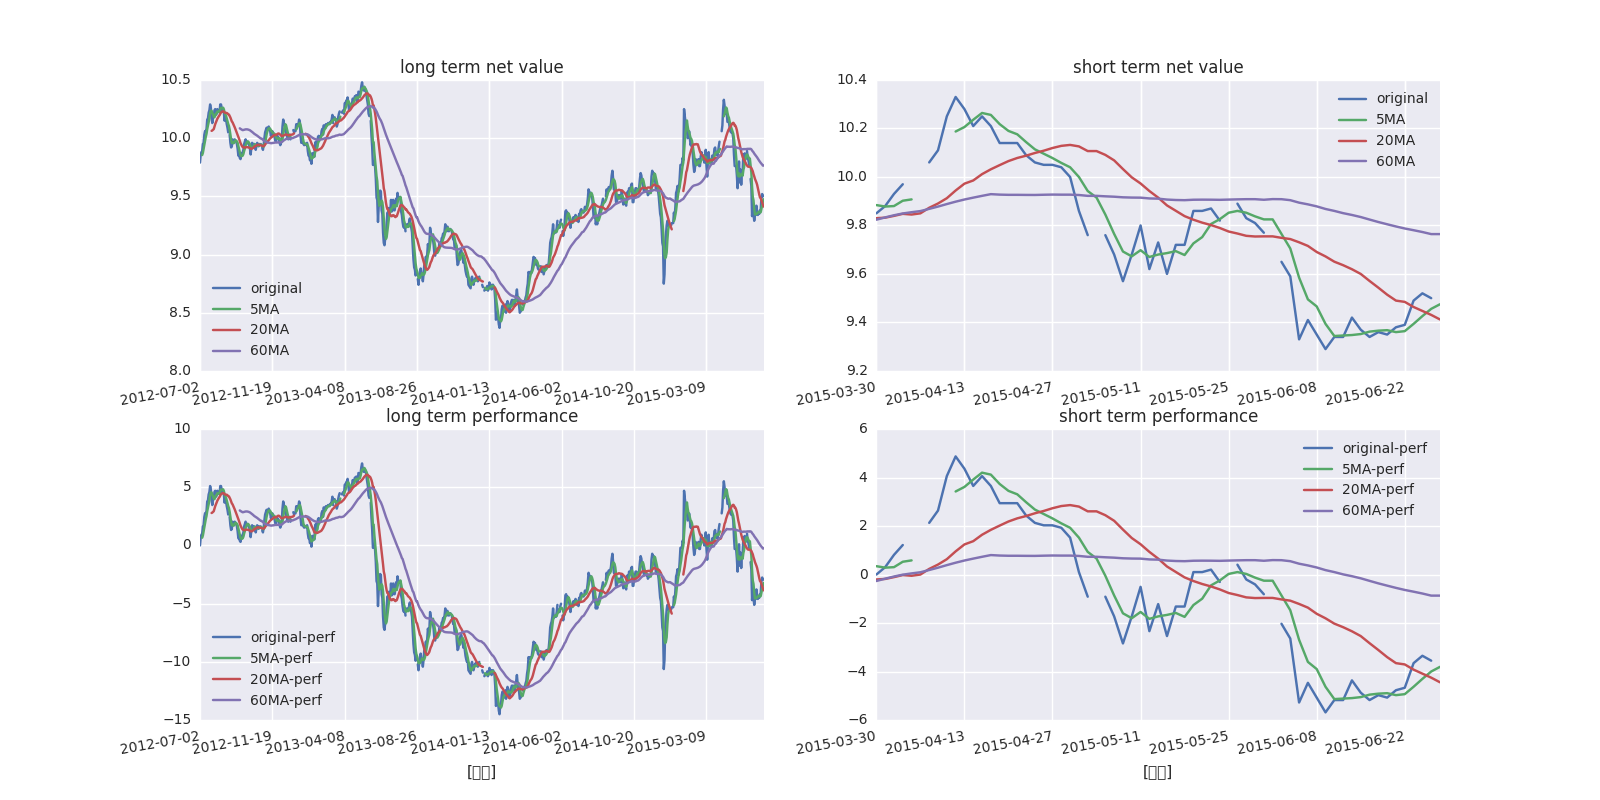 long term net value
10.5
10.0
9.5
9.0
8.5
8.0
original
5MA
20MA
60MA
2012-07-02 2012-11-19 2013-04-08 2013-08-26 2014-01-13 2014-06-02 2014-10-20 2015-03-09
short term net value
10.4
10.2
10.0
9.8
9.6
9.4
9.2
original
5MA
20MA
60MA
2015-03-30 2015-04-13 2015-04-27 2015-05-11 2015-05-25 2015-06-08 2015-06-22
long term performance
10
5
0
−5
−10
−15
original-perf
5MA-perf
20MA-perf
60MA-perf
2012-07-02 2012-11-19 2013-04-08 2013-08-26 2014-01-13 2014-06-02 2014-10-20 2015-03-09
short term performance
6
4
2
0
−2
−4
−6
original-perf
5MA-perf
20MA-perf
60MA-perf
2015-03-30 2015-04-13 2015-04-27 2015-05-11 2015-05-25 2015-06-08 2015-06-22